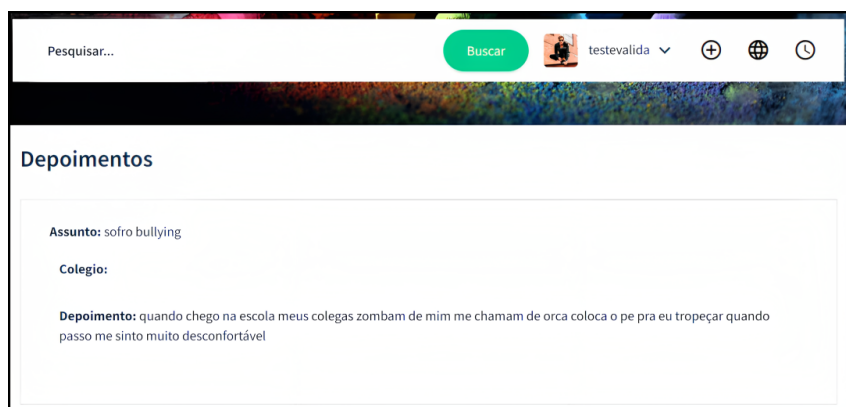 Pesquisar...
Buscar
testevalida
Depoimentos
Assunto: sofro bullying
Colegio:
Depoimento: quando chego na escola meus colegas zombam de mim me chamam de orca coloca o pe pra eu tropeçar quando
passo me sinto muito desconfortável